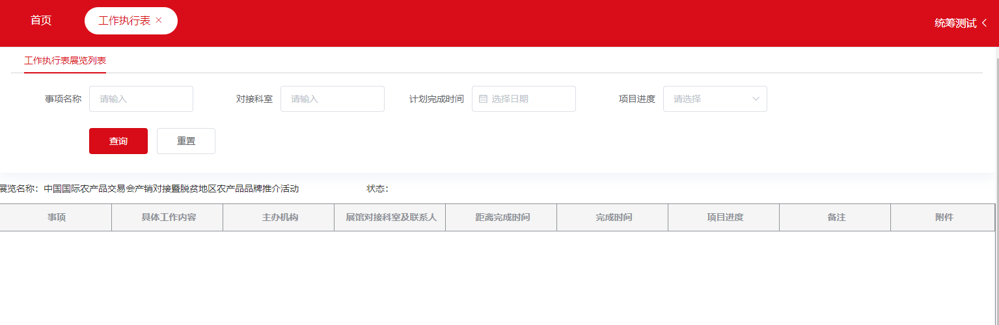 首页 工作执行表 统筹测试
工作执行表展览列表
事项名称 请输入 对接科室 请输入 计划完成时间 选择日期 项目进度 请选择
查询 重置
展览名称：中国国际农产品交易会产销对接暨脱贫地区农产品品牌推介活动 状态：
事项 具体工作内容 主办机构 展馆对接科室及联系人 距离完成时间 完成时间 项目进度 备注 附件